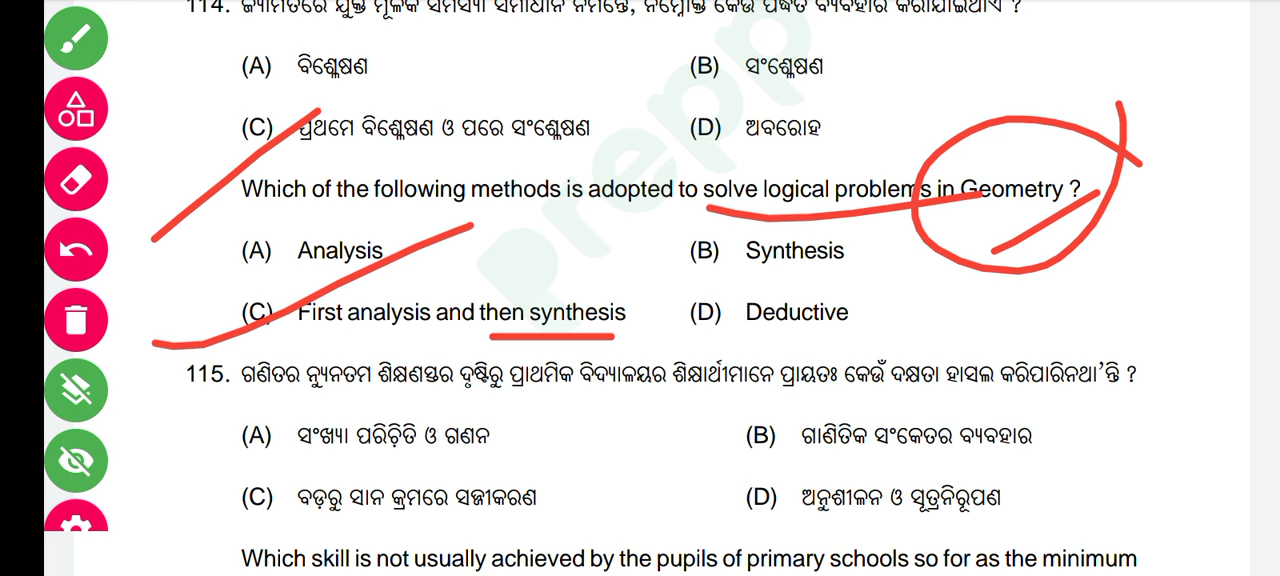 114. ଜ୍ୟାମିତିରେ ଯୁକ୍ତି ମୂଳକ ସମସ୍ୟା ସମାଧାନ ନିମନ୍ତେ, ନିମ୍ନୋକ୍ତ କେଉଁ ପଦ୍ଧତି ବ୍ୟବହାର କରାଯାଇଥାଏ ?
(A) ବିଶ୍ଳେଷଣ (B) ସଂଶ୍ଳେଷଣ
(C) ପ୍ରଥମେ ବିଶ୍ଳେଷଣ ଓ ପରେ ସଂଶ୍ଳେଷଣ (D) ଅବରୋହ
Which of the following methods is adopted to solve logical problems in Geometry ?
(A) Analysis (B) Synthesis
(C) First analysis and then synthesis (D) Deductive
115. ଗଣିତର ନ୍ୟୁନତମ ଶିକ୍ଷଣସ୍ତର ଦୃଷ୍ଟିରୁ ପ୍ରାଥମିକ ବିଦ୍ୟାଳୟର ଶିକ୍ଷାର୍ଥୀମାନେ ପ୍ରାୟତଃ କେଉଁ ଦକ୍ଷତା ହାସଲ କରିପାରିନଥା'ନ୍ତି ?
(A) ସଂଖ୍ୟା ପରିଚିତି ଓ ଗଣନ (B) ଗାଣିତିକ ସଂକେତର ବ୍ୟବହାର
(C) ବଡ଼ରୁ ସାନ କ୍ରମରେ ସଜ୍ଜୀକରଣ (D) ଅନୁଶୀଳନ ଓ ସୂତ୍ରନିରୂପଣ
Which skill is not usually achieved by the pupils of primary schools so for as the minimum
prepp